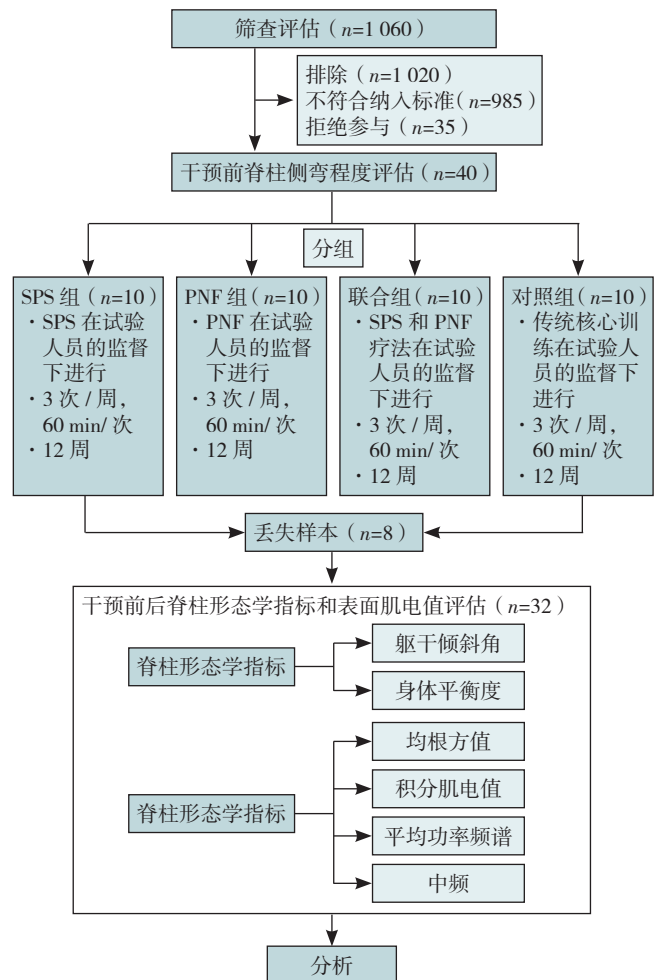 筛查评估（n=1 060）
排除（n=1 020）
不符合纳入标准（n=985）
拒绝参与（n=35）
干预前脊柱侧弯程度评估（n=40）
分组
SPS 组（n=10）
· SPS 在试验
人员的监督
下进行
· 3 次 / 周，
60 min/ 次
· 12 周
PNF 组（n=10）
· PNF 在试验
人员的监督
下进行
· 3 次 / 周，
60 min/ 次
· 12 周
联合组（n=10）
· SPS 和 PNF
疗法在试验
人员的监督
下进行
· 3 次 / 周，
60 min/ 次
· 12 周
对照组（n=10）
· 传统核心训
练在试验人
员的监督下
进行
· 3 次 / 周，
60 min/ 次
· 12 周
丢失样本（n=8）
干预前后脊柱形态学指标和表面肌电值评估（n=32）
脊柱形态学指标
躯干倾斜角
身体平衡度
脊柱形态学指标
均根方值
积分肌电值
平均功率频谱
中频
分析